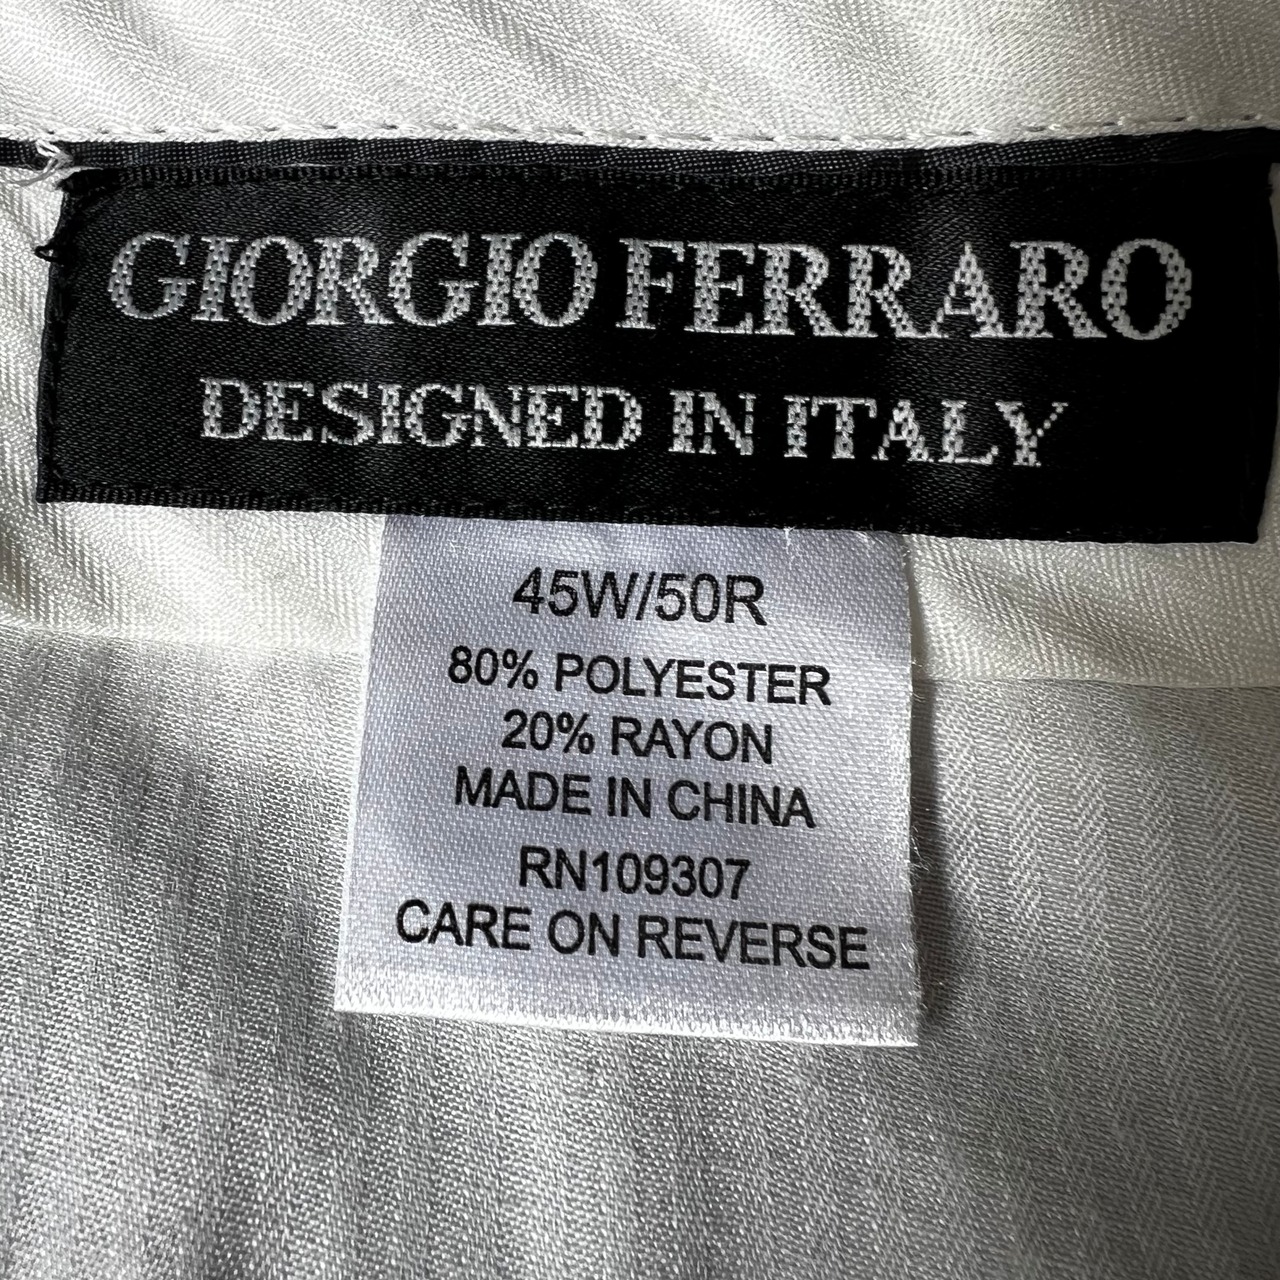 GIORGIO FERRARO
DESIGNED IN ITALY
45W/50R
80% POLYESTER
20% RAYON
MADE IN CHINA
RN109307
CARE ON REVERSE